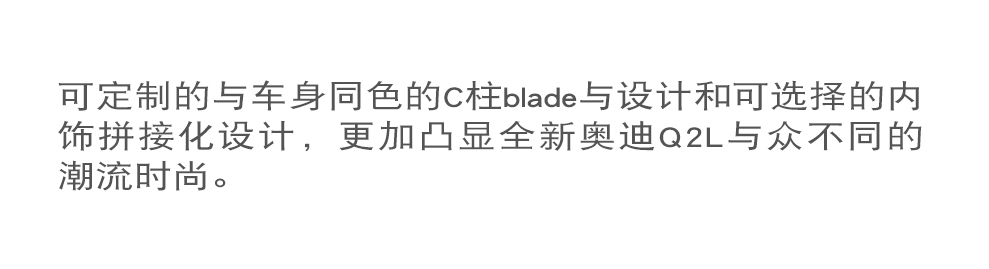 可定制的与车身同色的C柱blade与设计和可选择的内
饰拼接化设计，更加凸显全新奥迪Q2L与众不同的
潮流时尚。